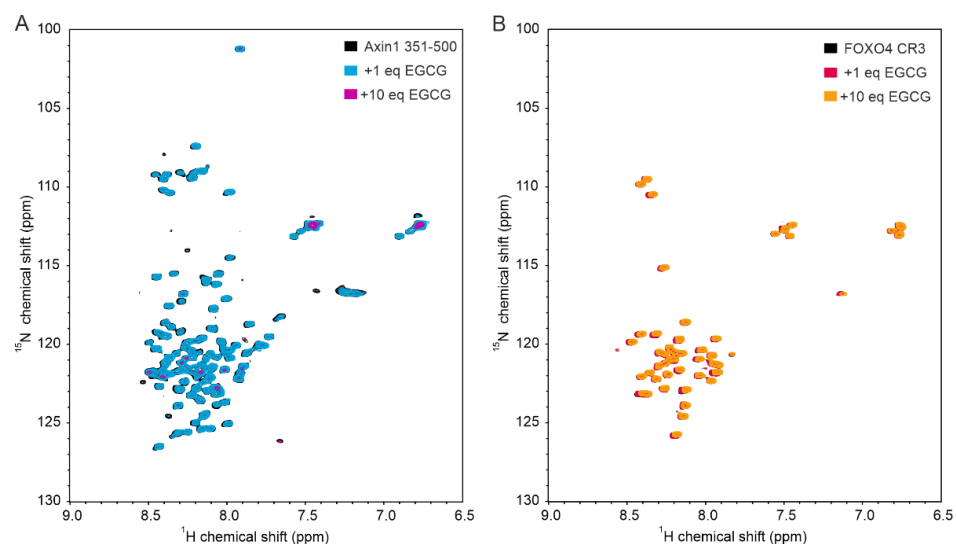 A
Axin1 351-500
+1 eq EGCG
+10 eq EGCG
100
105
110
115
120
125
130
¹⁵N chemical shift (ppm)
9.0 8.5 8.0 7.5 7.0 6.5
¹H chemical shift (ppm)
B
FOXO4 CR3
+1 eq EGCG
+10 eq EGCG
100
105
110
115
120
125
130
¹⁵N chemical shift (ppm)
9.0 8.5 8.0 7.5 7.0 6.5
¹H chemical shift (ppm)